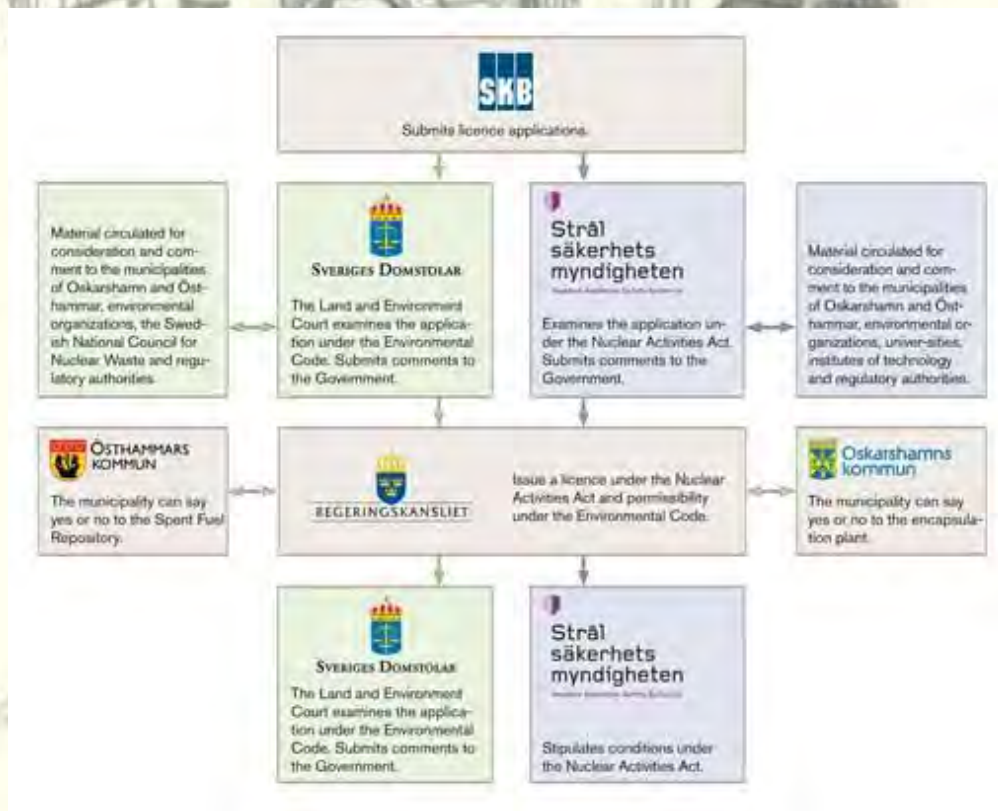 SKB
Submits licence applications.
Material circulated for
consideration and com-
ment to the municipalities
of Oskarshamn and Öst-
hammar, environmental
organizations, the Swed-
ish National Council for
Nuclear Waste and regu-
latory authorities.
SVERIGES DOMSTOLAR
The Land and Environment
Court examines the applica-
tion under the Environmental
Code. Submits comments to
the Government.
Strål
säkerhets
myndigheten
Examines the application un-
der the Nuclear Activities Act.
Submits comments to the
Government.
Material circulated for
consideration and com-
ment to the municipalities
of Oskarshamn and Öst-
hammar, environmental or-
ganizations, univer-sities,
institutes of technology
and regulatory authorities.
ÖSTHAMMARS
KOMMUN
The municipality can say
yes or no to the Spent Fuel
Repository.
REGERINGSKANSLIET
Issue a licence under the Nuclear
Activities Act and permissibility
under the Environmental Code.
Oskarshamns
kommun
The municipality can say
yes or no to the encapsula-
tion plant.
SVERIGES DOMSTOLAR
The Land and Environment
Court examines the applica-
tion under the Environmental
Code. Submits comments to
the Government.
Strål
säkerhets
myndigheten
Stipulates conditions under
the Nuclear Activities Act.